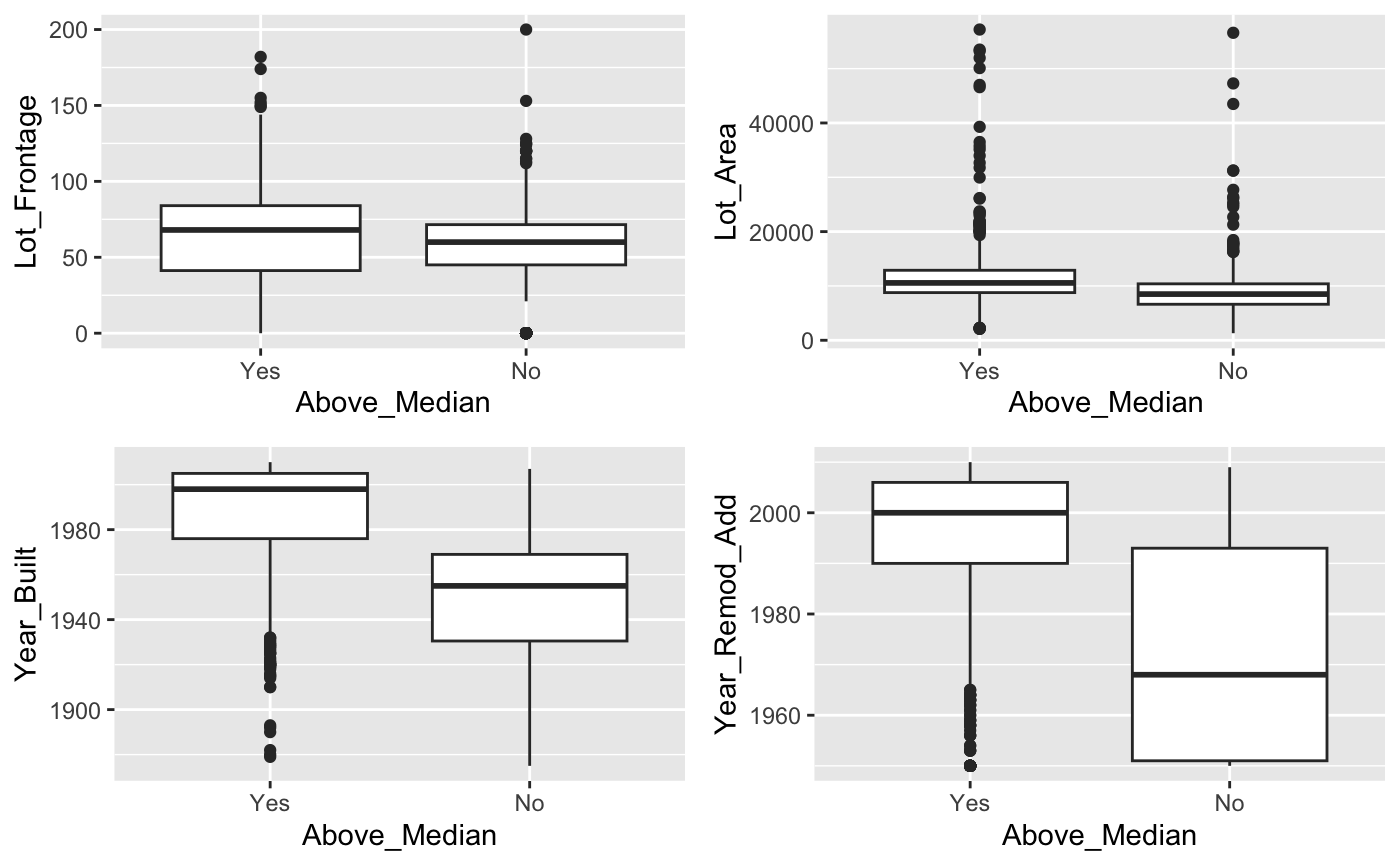 Lot_Frontage
200
150
100
50
0
Yes No
Above_Median
Lot_Area
40000
20000
0
Yes No
Above_Median
Year_Built
1980
1940
1900
Yes No
Above_Median
Year_Remod_Add
2000
1980
1960
Yes No
Above_Median